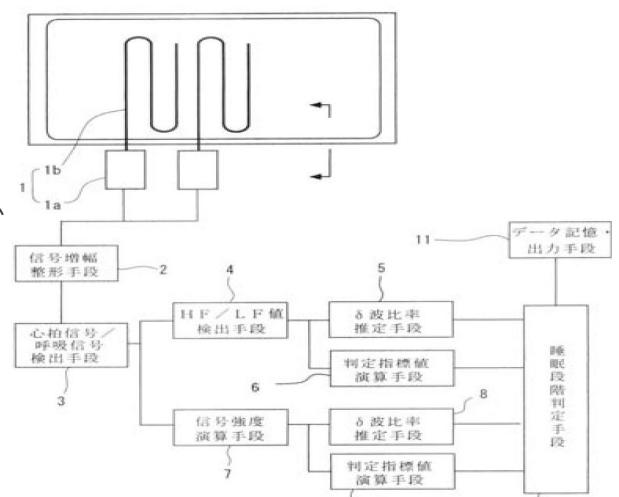 1b
1
1a
信号増幅
整形手段
2
心拍信号/
呼吸信号
検出手段
3
4
HF/LF値
検出手段
5
δ波比率
推定手段
6
判定指標値
演算手段
信号強度
演算手段
7
8
δ波比率
推定手段
判定指標値
演算手段
11
データ記憶・
出力手段
睡眠段階判定手段